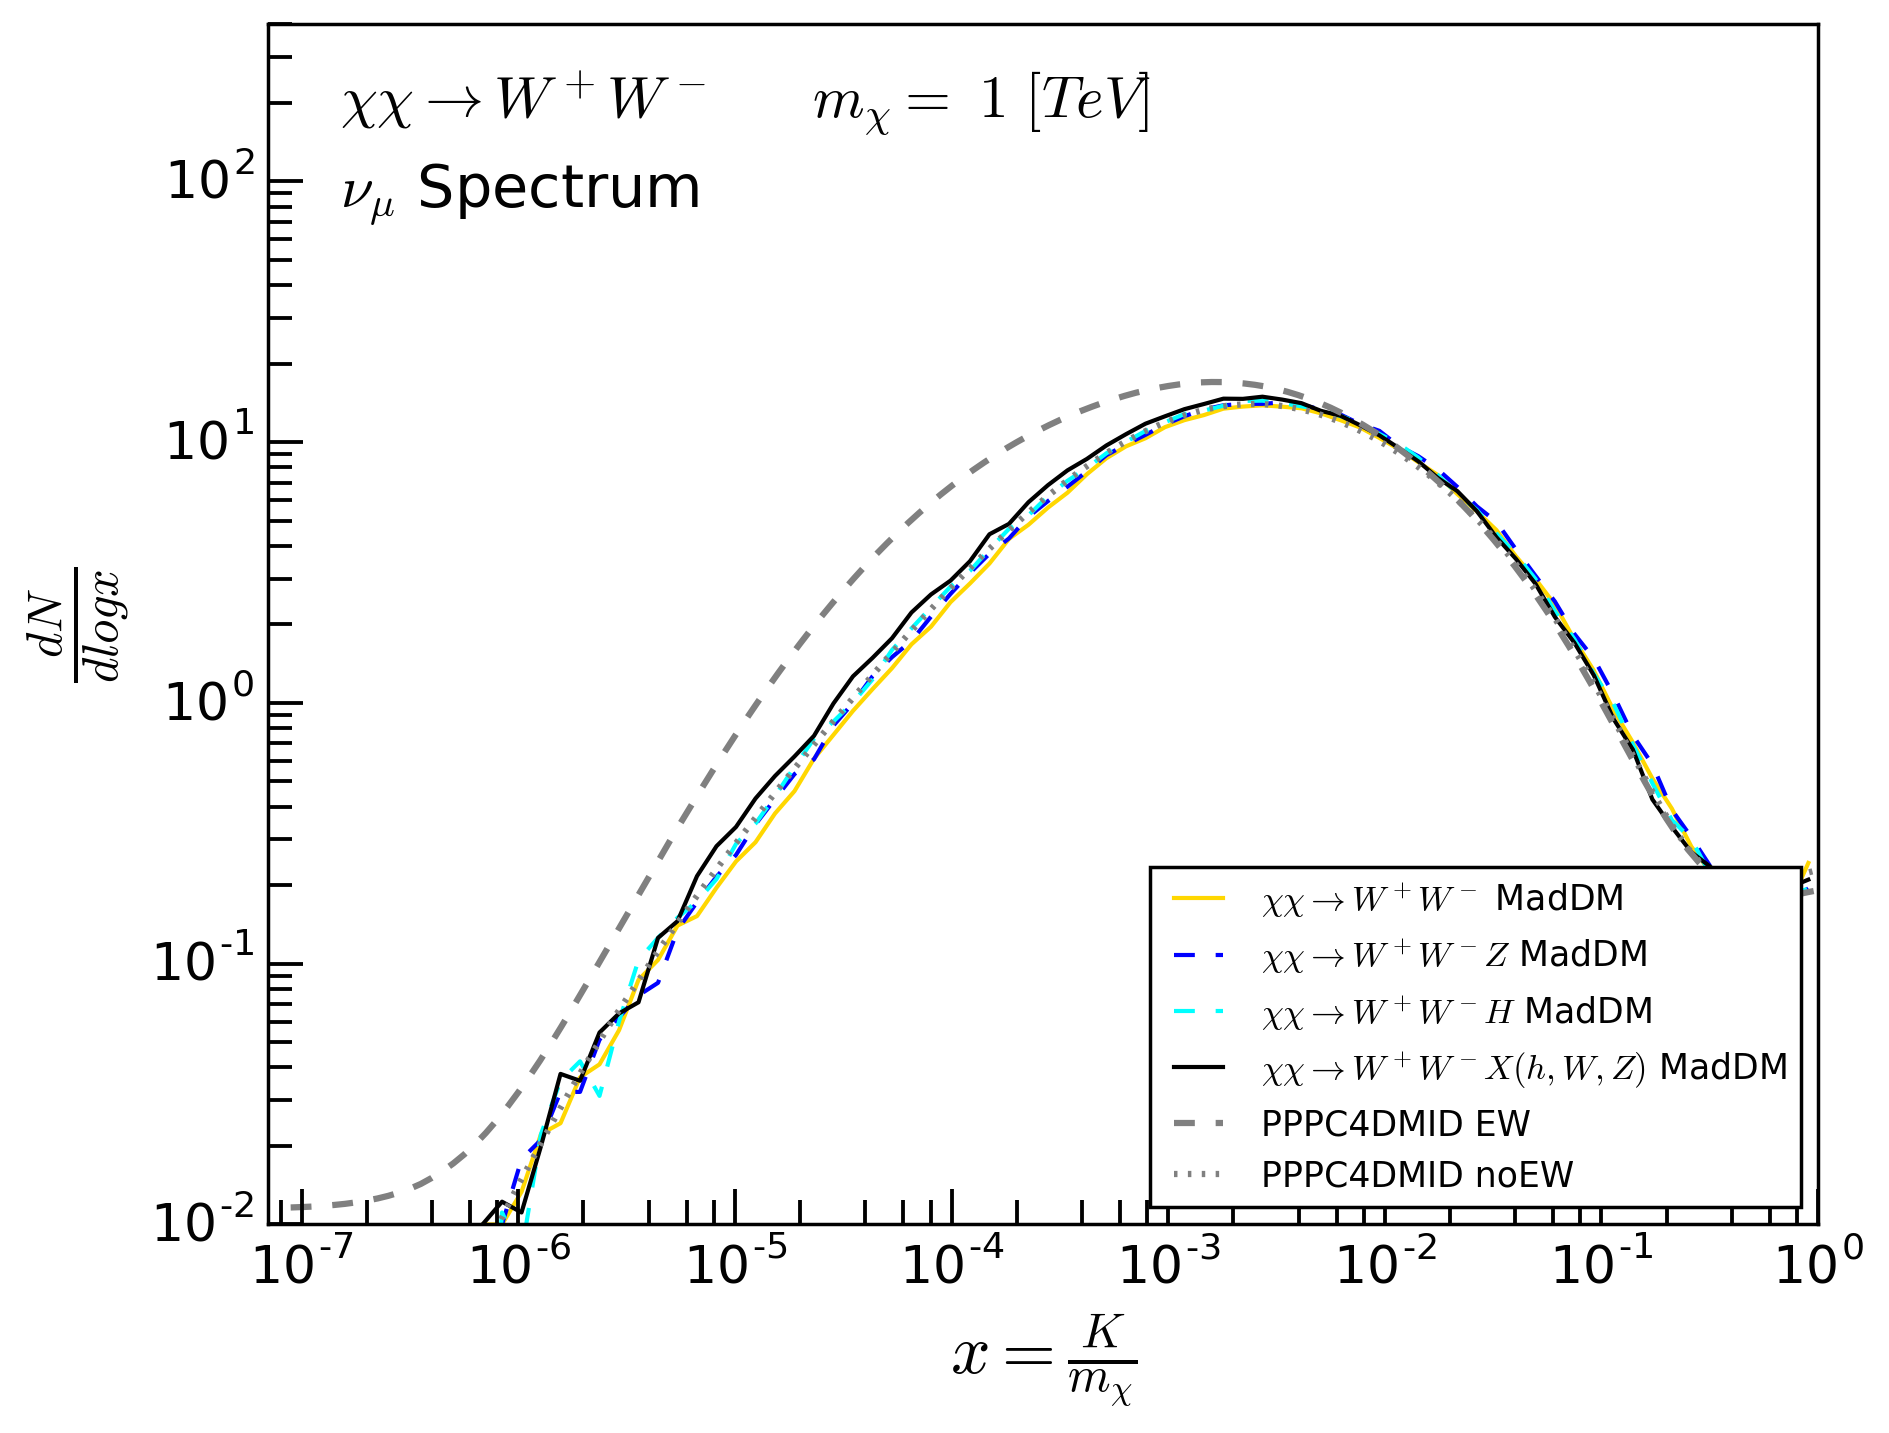 χχ → W⁺W⁻ m_χ = 1 [TeV]
ν_μ Spectrum
10²
10¹
10⁰
10⁻¹
10⁻²
dN
dlogx
χχ → W⁺W⁻ MadDM
χχ → W⁺W⁻Z MadDM
χχ → W⁺W⁻H MadDM
χχ → W⁺W⁻X(h, W, Z) MadDM
PPPC4DMID EW
PPPC4DMID noEW
10⁻⁷ 10⁻⁶ 10⁻⁵ 10⁻⁴ 10⁻³ 10⁻² 10⁻¹ 10⁰
x = K/m_χ